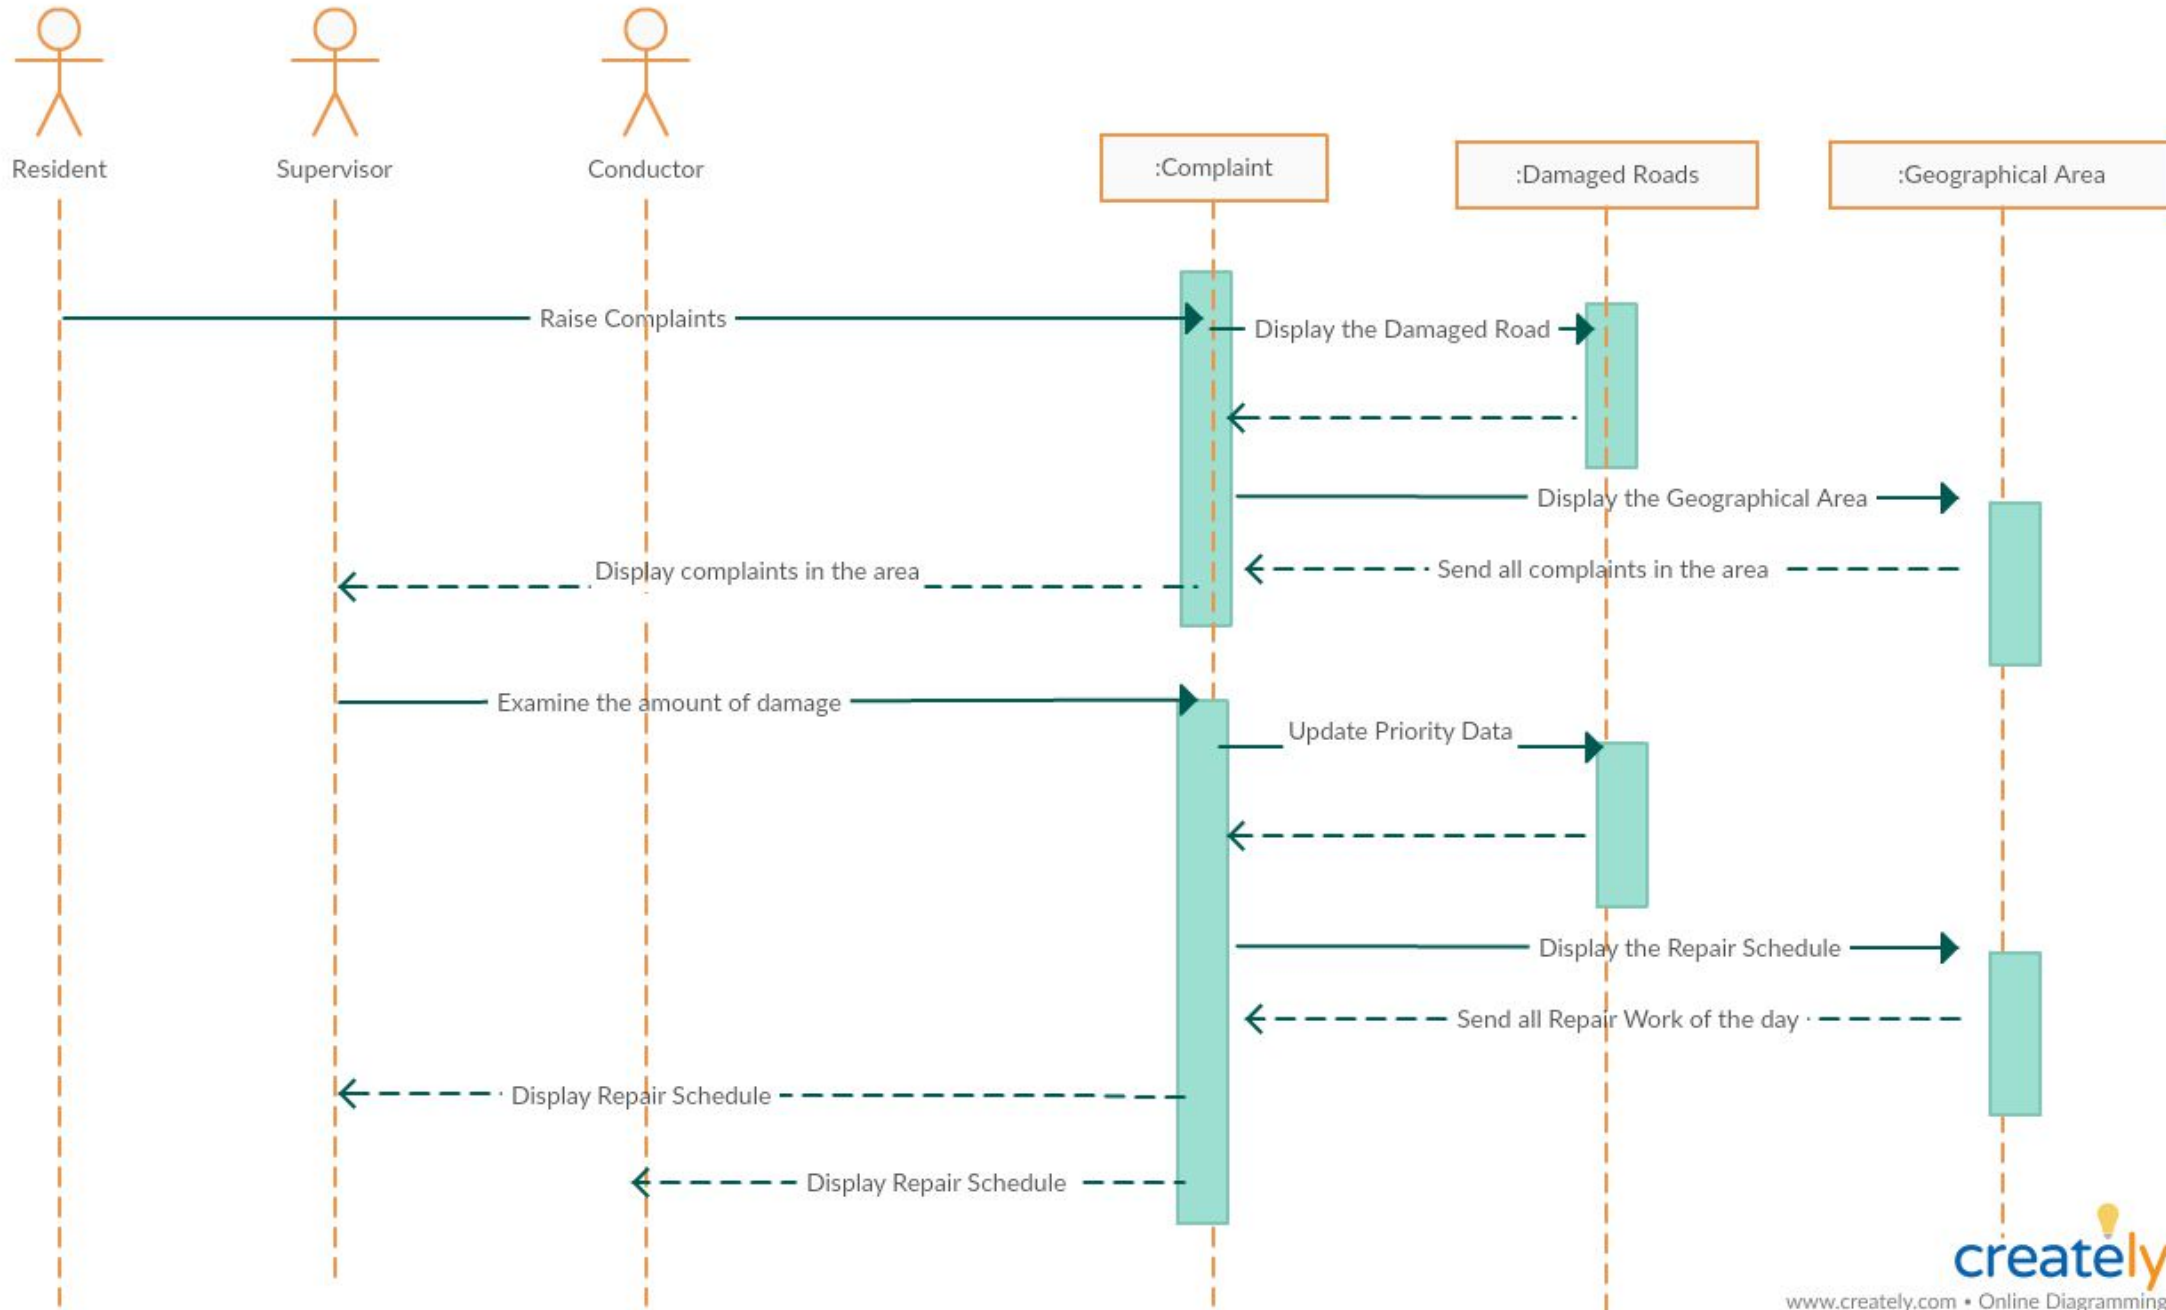 Resident
Supervisor
Conductor
:Complaint
:Damaged Roads
:Geographical Area
Raise Complaints
Display the Damaged Road
Display the Geographical Area
Display complaints in the area
Send all complaints in the area
Examine the amount of damage
Update Priority Data
Display the Repair Schedule
Send all Repair Work of the day
Display Repair Schedule
Display Repair Schedule
creately
www.creately.com • Online Diagramming